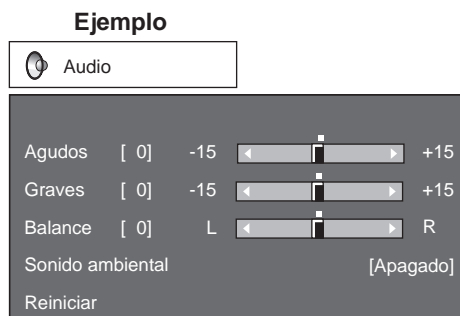 Ejemplo
Audio
Agudos [ 0] -15 +15
Graves [ 0] -15 +15
Balance [ 0] L R
Sonido ambiental [Apagado]
Reiniciar